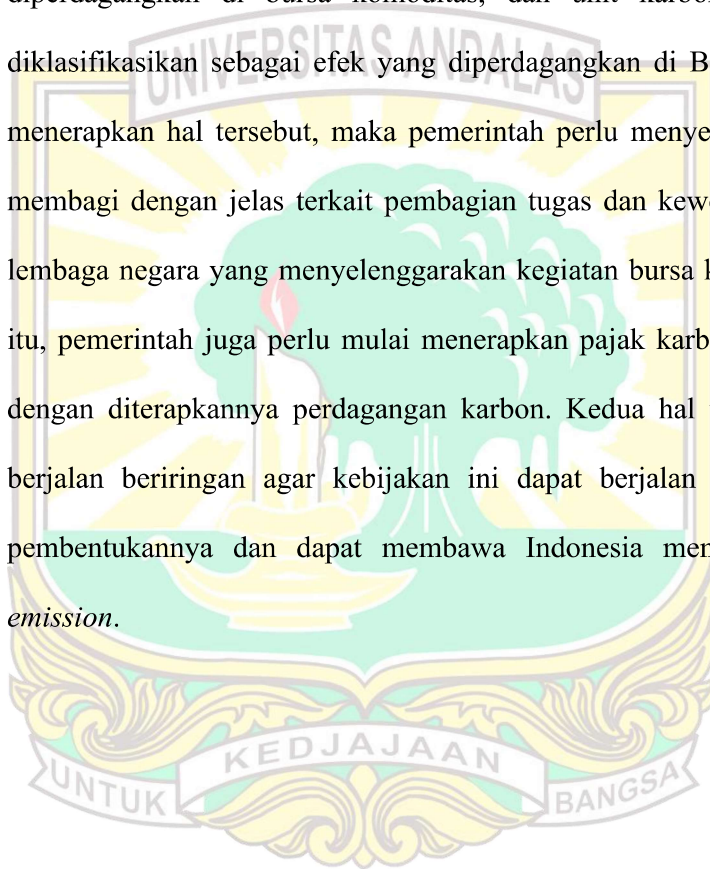 diperdagangkan di bursa komoditas, dan unit karbon
diklasifikasikan sebagai efek yang diperdagangkan di B
menerapkan hal tersebut, maka pemerintah perlu menye
membagi dengan jelas terkait pembagian tugas dan kew
lembaga negara yang menyelenggarakan kegiatan bursa k
itu, pemerintah juga perlu mulai menerapkan pajak karb
dengan diterapkannya perdagangan karbon. Kedua hal
berjalan beriringan agar kebijakan ini dapat berjalan
pembentukannya dan dapat membawa Indonesia men
emission.
UNIVERSITAS ANDALAS
UNTUK KEDJAJAAN BANGSA